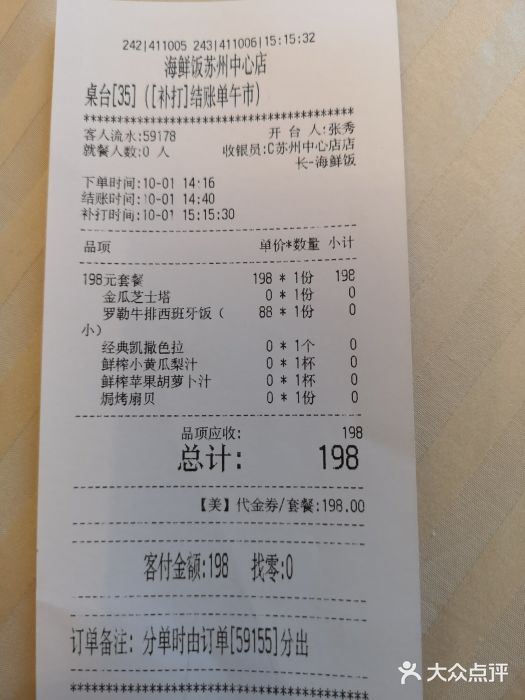 242|411005 243|411006|15:15:32
海鲜饭苏州中心店
桌台[35] ([补打]结账单午市)
****************************************
客人流水:59178 开 台 人:张秀
就餐人数:0 人 收银员:C苏州中心店店
长-海鲜饭
下单时间:10-01 14:16
结账时间:10-01 14:40
补打时间:10-01 15:15:30
品项 单价*数量 小计
198元套餐 198 * 1份 198
金瓜芝士塔 0 * 1份 0
罗勒牛排西班牙饭( 88 * 1份 0
小)
经典凯撒色拉 0 * 1个 0
鲜榨小黄瓜梨汁 0 * 1杯 0
鲜榨苹果胡萝卜汁 0 * 1杯 0
焗烤扇贝 0 * 1份 0
品项应收: 198
总计: 198
【美】代金券/套餐:198.00
客付金额:198 找零:0
订单备注: 分单时由订单[59155]分出
****************************************
大众点评